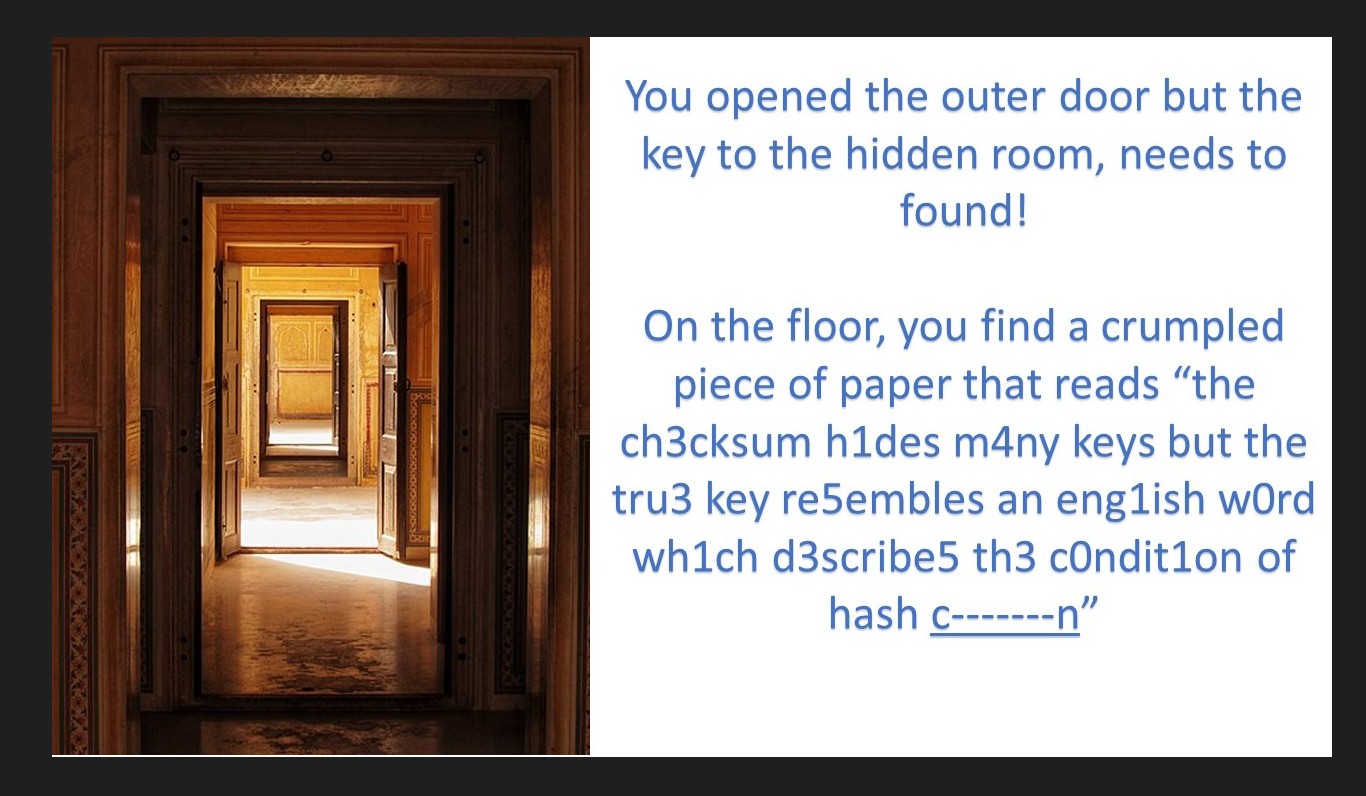 You opened the outer door but the
key to the hidden room, needs to
found!
On the floor, you find a crumpled
piece of paper that reads “the
ch3cksum h1des m4ny keys but the
tru3 key re5embles an eng1ish w0rd
wh1ch d3scribe5 th3 c0ndit1on of
hash c-------n”